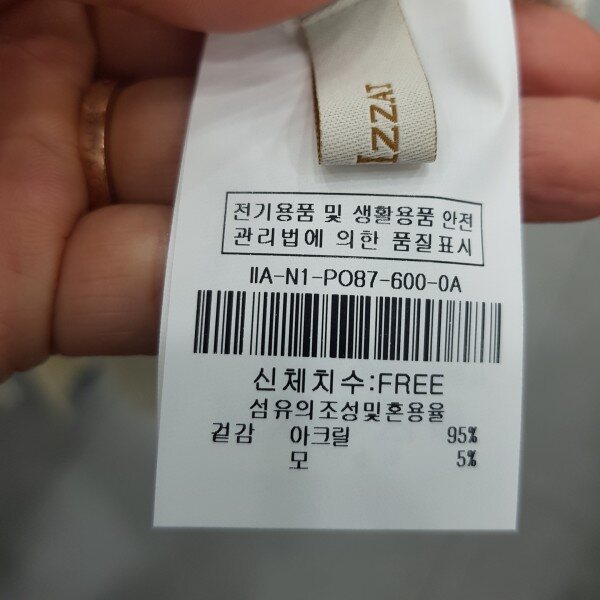 IZZAI
전기용품 및 생활용품 안전
관리법에 의한 품질표시
IIA-N1-PO87-600-0A
신체치수:FREE
섬유의조성및혼용율
겉감 아크릴 95%
모 5%